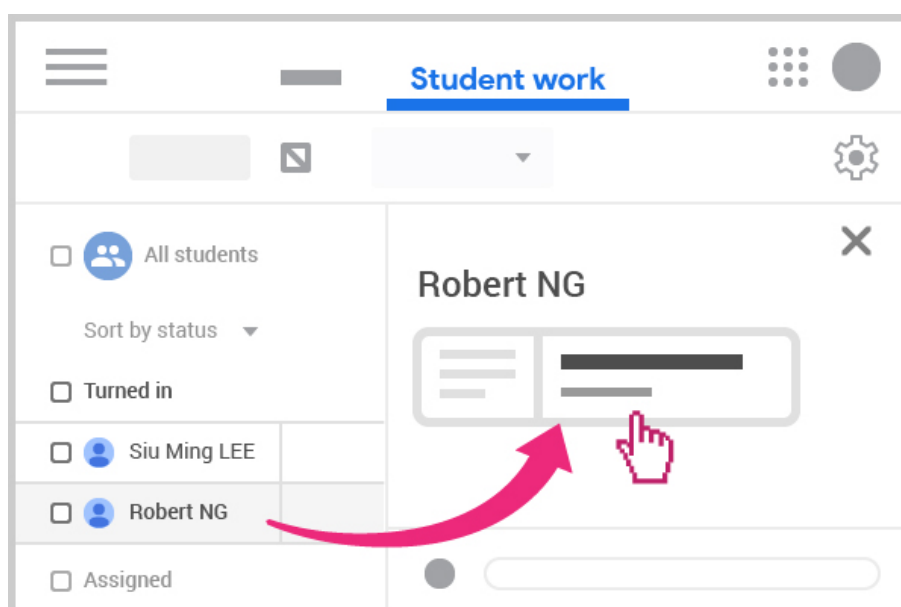 Student work
All students
Sort by status
Turned in
Siu Ming LEE
Robert NG
Assigned
Robert NG